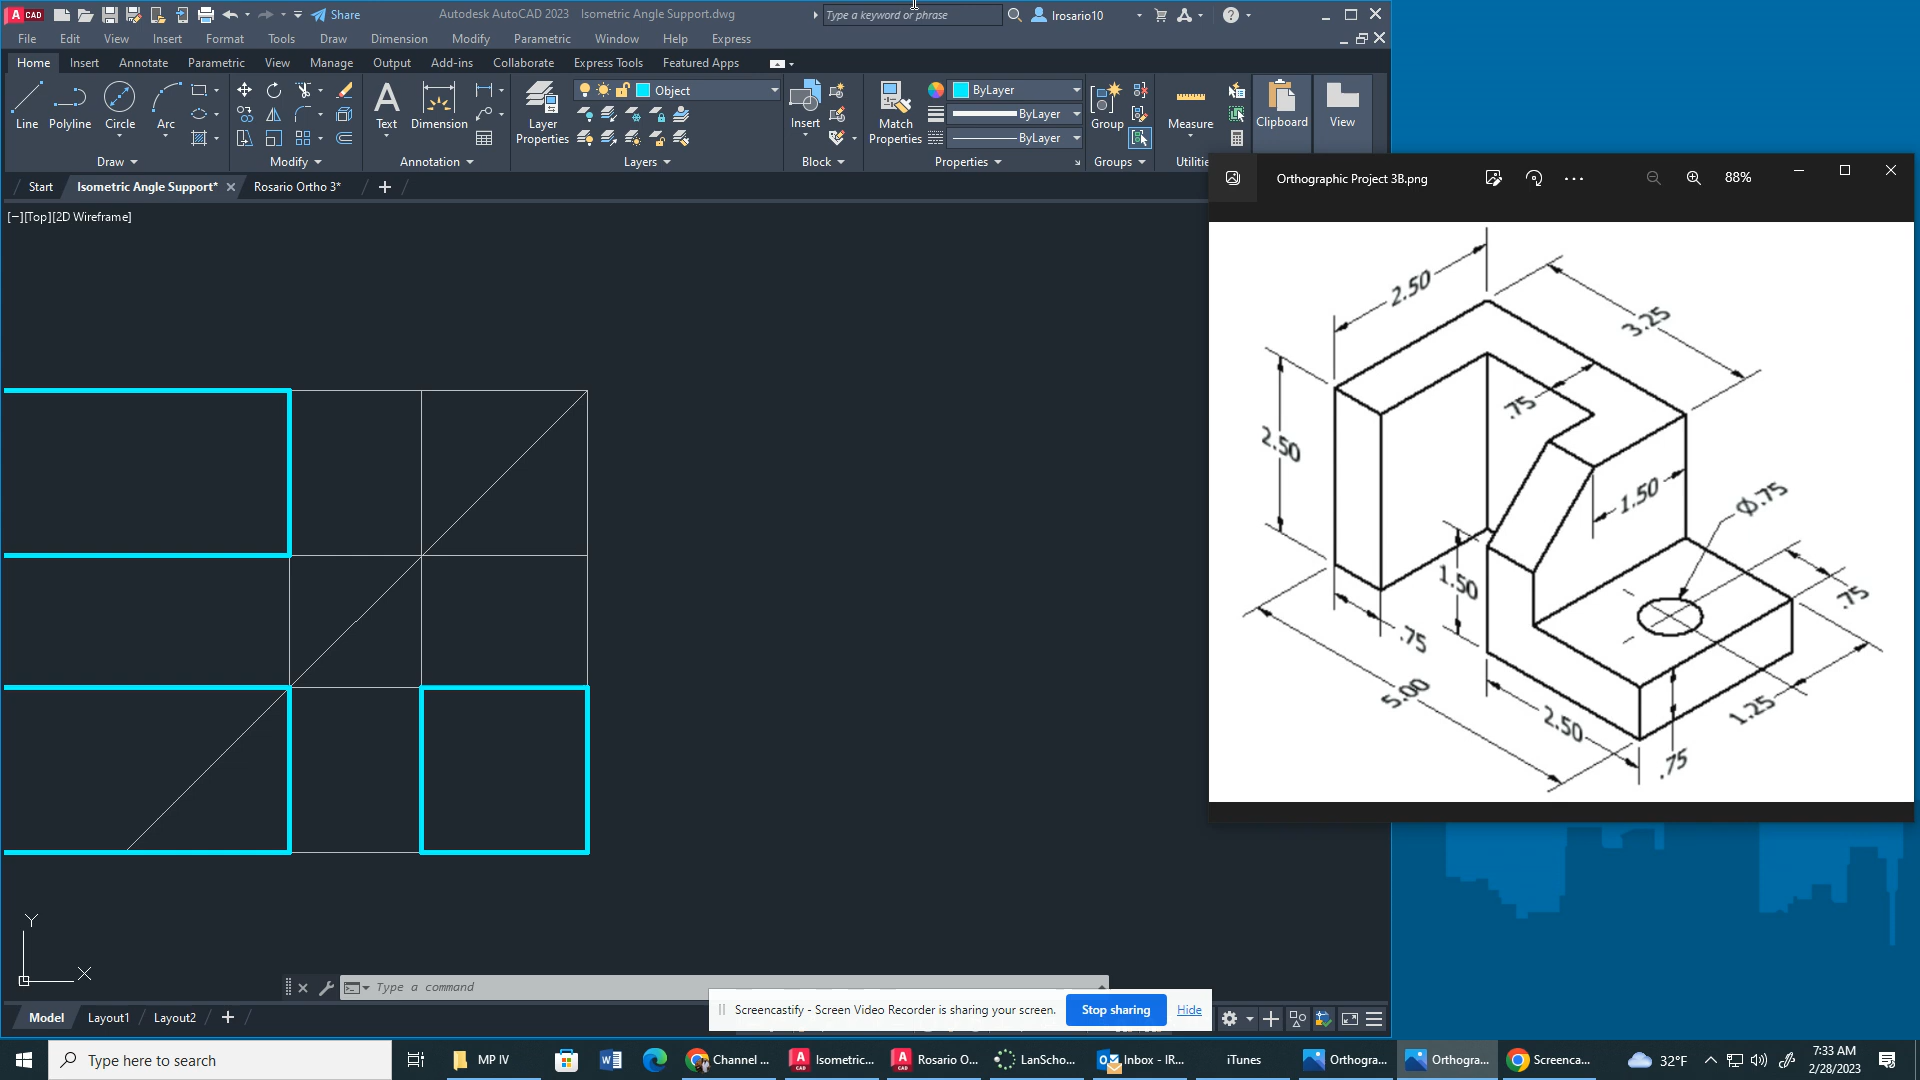 A CAD Share Autodesk AutoCAD 2023 Isometric Angle Support.dwg Type a keyword or phrase lrosario10
File Edit View Insert Format Tools Draw Dimension Modify Parametric Window Help Express
Home Insert Annotate Parametric View Manage Output Add-ins Collaborate Express Tools Featured Apps
Object ByLayer
ByLayer
ByLayer
Line Polyline Circle Arc Text Dimension Layer Properties Insert Match Properties Group Measure Clipboard View
Draw Modify Annotation Layers Block Properties Groups Utilitie
Start Isometric Angle Support* Rosario Ortho 3*
[−][Top][2D Wireframe]
Orthographic Project 3B.png 88%
2.50
3.25
.75
2.50
1.50
Φ.75
1.50
.75
.75
5.00
2.50
1.25
.75
Y
X
Type a command
Screencastify - Screen Video Recorder is sharing your screen. Stop sharing Hide
Model Layout1 Layout2
Type here to search MP IV Channel ... Isometric... Rosario O... LanScho... Inbox - IR... iTunes Orthogra... Orthogra... Screenca... 32°F
7:33 AM
2/28/2023